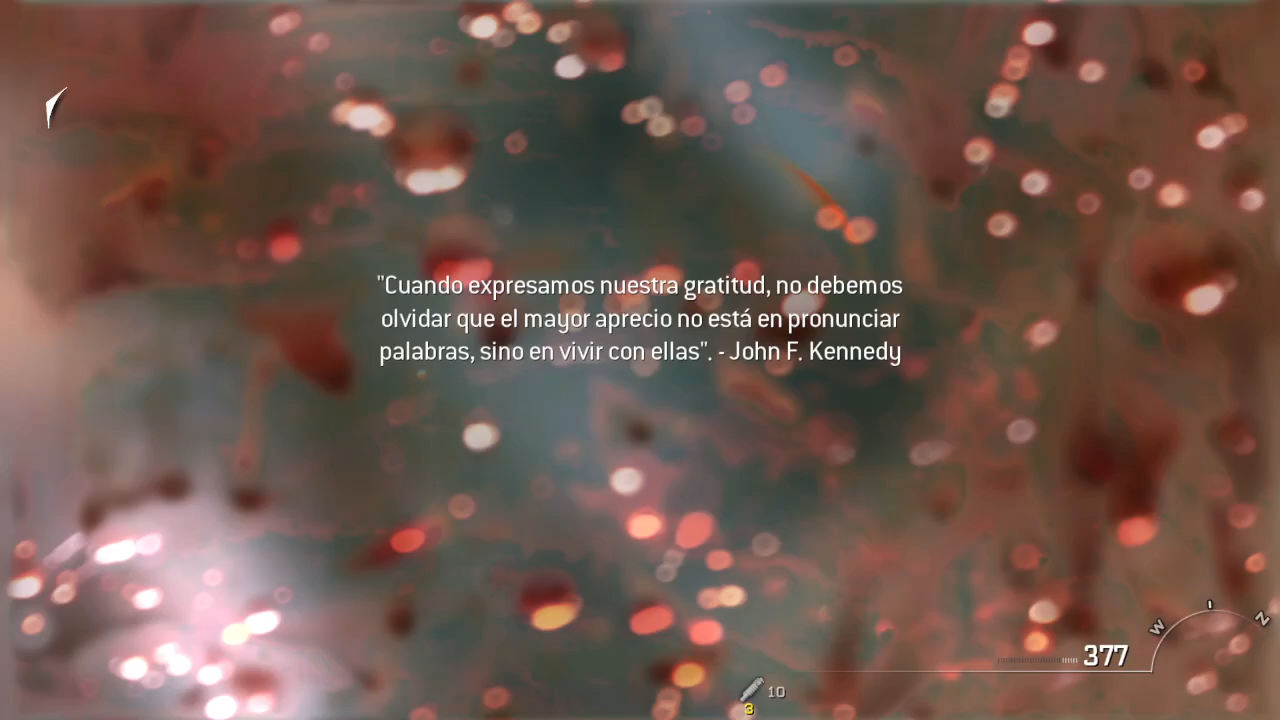 "Cuando expresamos nuestra gratitud, no debemos
olvidar que el mayor aprecio no está en pronunciar
palabras, sino en vivir con ellas". - John F. Kennedy
W
N
377
10
3